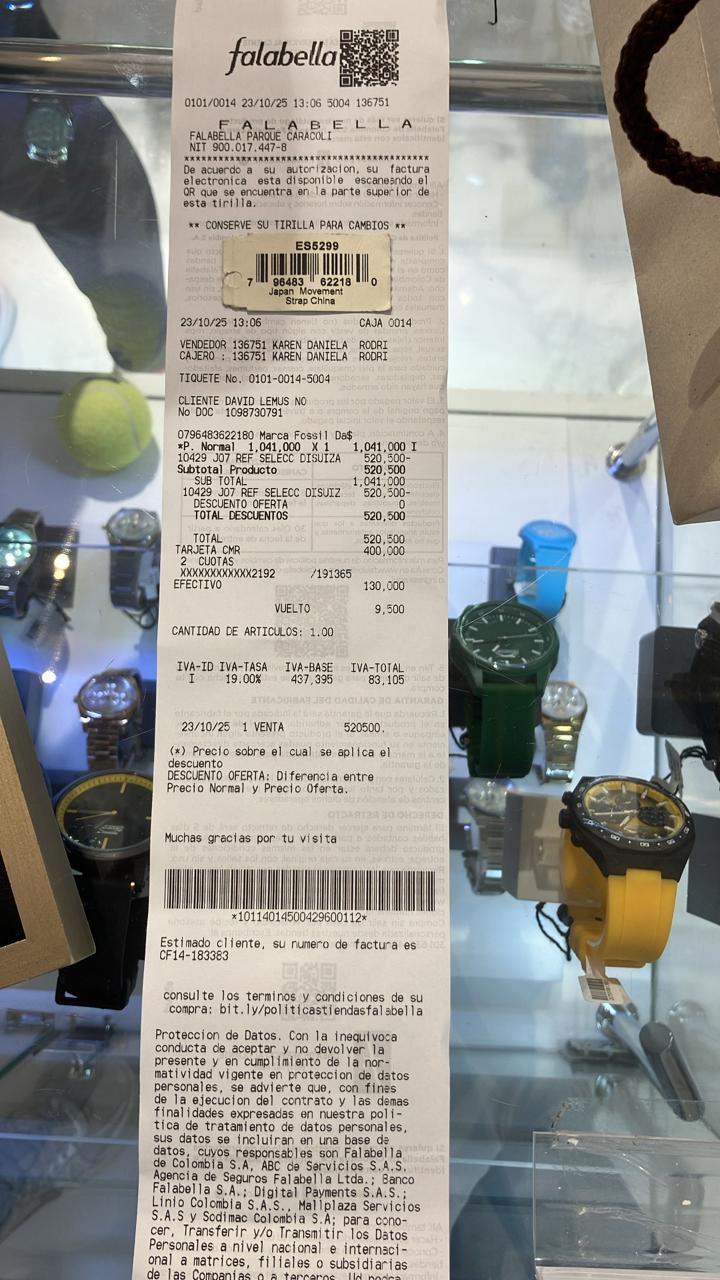 falabella
0101/0014 23/10/25 13:06 5004 136751
F A L A B E L L A
FALABELLA PARQUE CARACOLI
NIT 900.017.447-8
****************************************
De acuerdo a su autorizacion, su factura
electronica esta disponible escaneando el
QR que se encuentra en la parte superior de
esta tirilla.
** CONSERVE SU TIRILLA PARA CAMBIOS **
ES5299
7 96483 62218 0
Japan Movement
Strap China
23/10/25 13:06 CAJA 0014
VENDEDOR 136751 KAREN DANIELA RODRI
CAJERO : 136751 KAREN DANIELA RODRI
TIQUETE No. 0101-0014-5004
CLIENTE DAVID LEMUS NO
No DOC 1098730791
0796483622180 Marca Fossil Da$
*P. Normal 1,041,000 X 1 1,041,000 I
10429 J07 REF SELECC DISUIZA 520,500-
Subtotal Producto 520,500
SUB TOTAL 1,041,000
10429 J07 REF SELECC DISUIZ 520,500-
DESCUENTO OFERTA 0
TOTAL DESCUENTOS 520,500
TOTAL 520,500
TARJETA CMR 400,000
2 CUOTAS
XXXXXXXXXXXX2192 /191365
EFECTIVO 130,000
VUELTO 9,500
CANTIDAD DE ARTICULOS: 1.00
IVA-ID IVA-TASA IVA-BASE IVA-TOTAL
I 19.00% 437,395 83,105
23/10/25 1 VENTA 520500.
(*) Precio sobre el cual se aplica el
descuento
DESCUENTO OFERTA: Diferencia entre
Precio Normal y Precio Oferta.
Muchas gracias por tu visita
*10114014500429600112*
Estimado cliente, su numero de factura es
CF14-183383
consulte los terminos y condiciones de su
compra: bit.ly/politicastiendasfalabella
Proteccion de Datos. Con la inequivoca
conducta de aceptar y no devolver la
presente y en cumplimiento de la nor-
matividad vigente en proteccion de datos
personales, se advierte que, con fines
de la ejecucion del contrato y las demas
finalidades expresadas en nuestra poli-
tica de tratamiento de datos personales,
sus datos se incluiran en una base de
datos, cuyos responsables son Falabella
de Colombia S.A, ABC de Servicios S.A.S,
Agencia de Seguros Falabella Ltda.; Banco
Falabella S.A.; Digital Payments S.A.S.;
Linio Colombia S.A.S., Mallplaza Servicios
S.A.S y Sodimac Colombia S.A; para cono-
cer, Transferir y/o Transmitir los Datos
Personales a nivel nacional e internaci-
onal a matrices, filiales o subsidiarias
de las Companias o a terceros. Ud podra